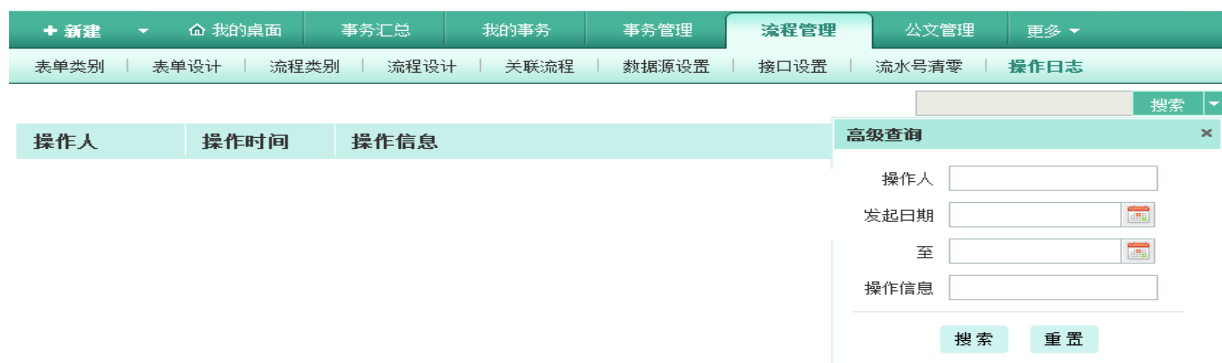 新建 我的桌面 事务汇总 我的事务 事务管理 流程管理 公文管理 更多
表单类别 表单设计 流程类别 流程设计 关联流程 数据源设置 接口设置 流水号清零 操作日志
搜索
操作人 操作时间 操作信息
高级查询
操作人
发起日期
至
操作信息
搜索 重置